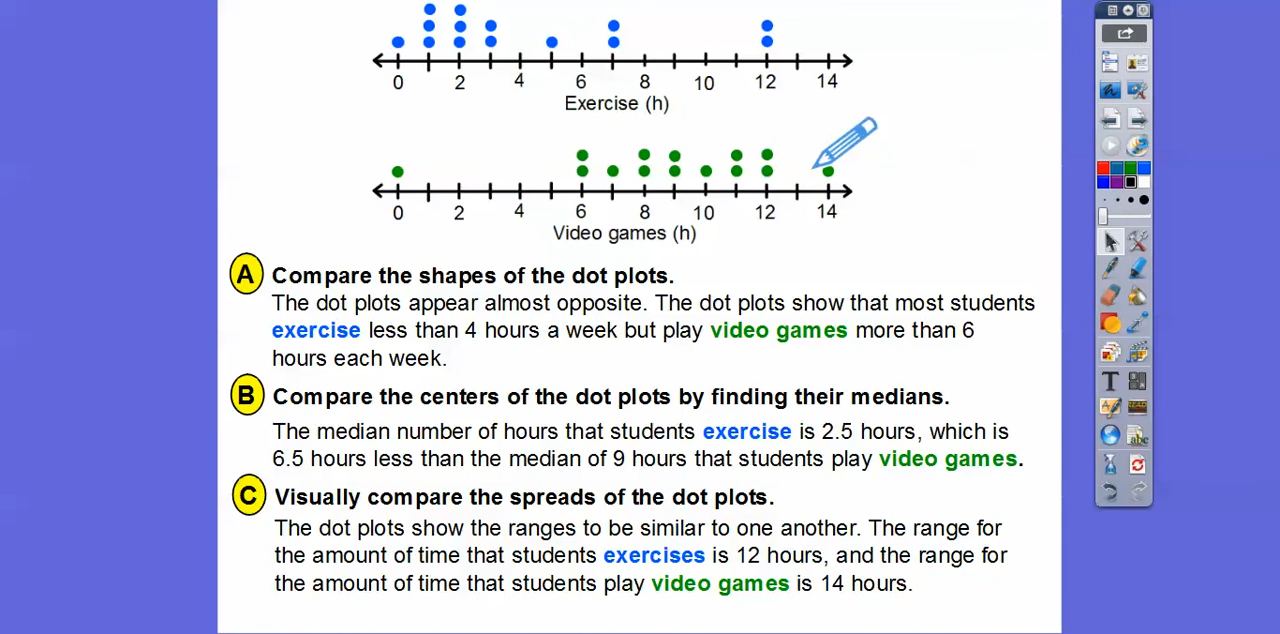 0 2 4 6 8 10 12 14
Exercise (h)
0 2 4 6 8 10 12 14
Video games (h)
A Compare the shapes of the dot plots.
The dot plots appear almost opposite. The dot plots show that most students
exercise less than 4 hours a week but play video games more than 6
hours each week.
B Compare the centers of the dot plots by finding their medians.
The median number of hours that students exercise is 2.5 hours, which is
6.5 hours less than the median of 9 hours that students play video games.
C Visually compare the spreads of the dot plots.
The dot plots show the ranges to be similar to one another. The range for
the amount of time that students exercises is 12 hours, and the range for
the amount of time that students play video games is 14 hours.
T
abc